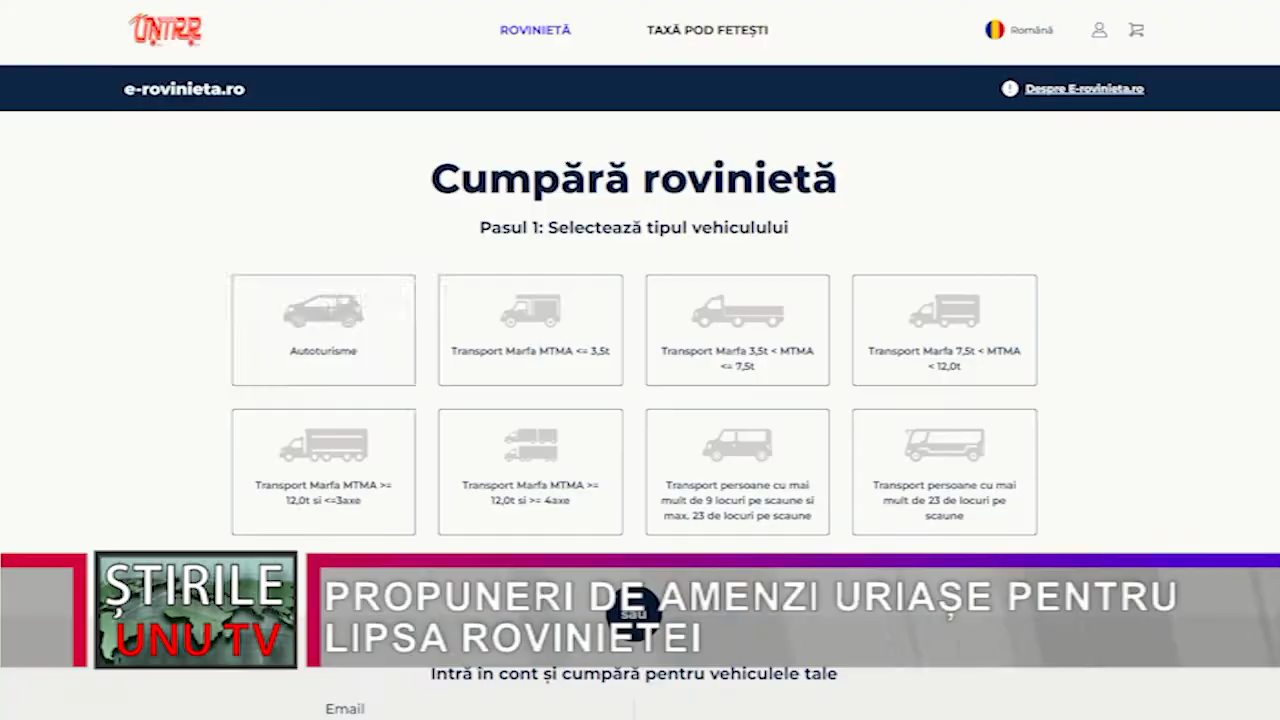 UNTRR
ROVINIETĂ
TAXĂ POD FETEȘTI
Română
e-rovinieta.ro
Despre E-rovinieta.ro
Cumpără rovinietă
Pasul 1: Selectează tipul vehiculului
Autoturisme
Transport Marfa MTMA <= 3,5t
Transport Marfa 3,5t < MTMA
<= 7,5t
Transport Marfa 7,5t < MTMA
< 12,0t
Transport Marfa MTMA >=
12,0t si <=3axe
Transport Marfa MTMA >=
12,0t si >= 4axe
Transport persoane cu mai
mult de 9 locuri pe scaune si
max. 23 de locuri pe scaune
Transport persoane cu mai
mult de 23 de locuri pe
scaune
ȘTIRILE
UNU TV
PROPUNERI DE AMENZI URIAȘE PENTRU
LIPSA ROVINIETEI
sau
Intră în cont și cumpără pentru vehiculele tale
Email